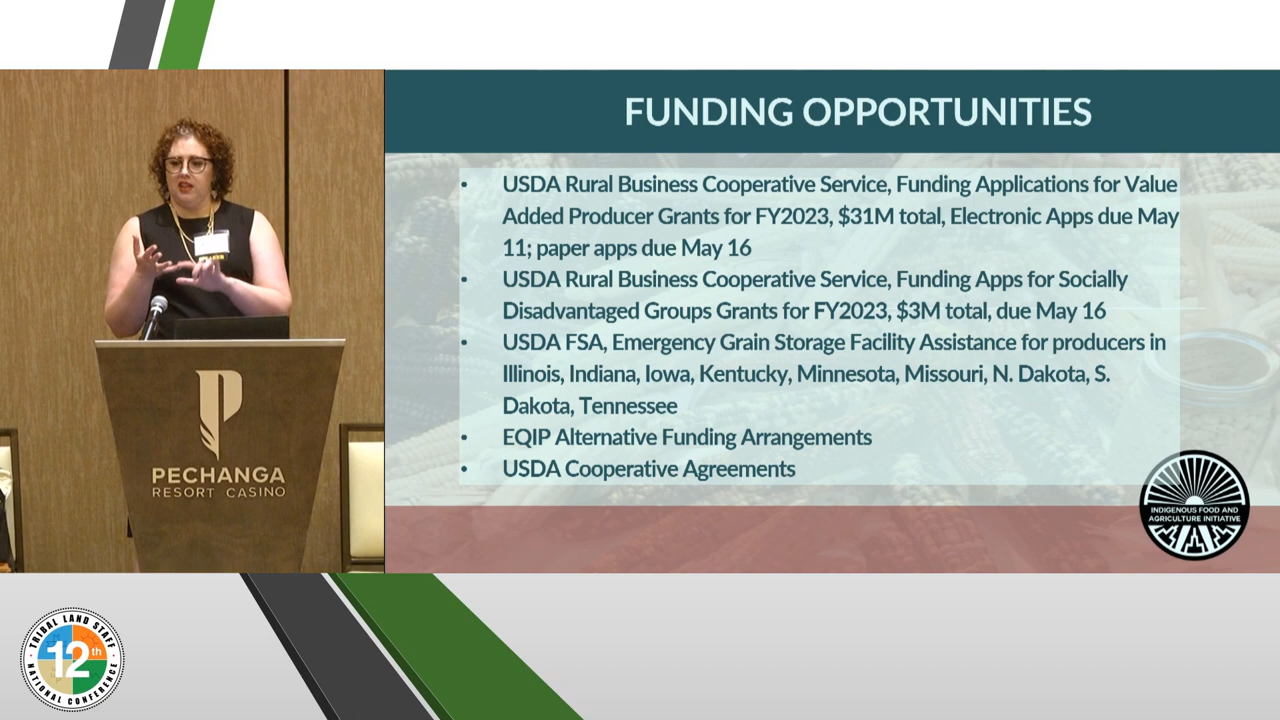 FUNDING OPPORTUNITIES
• USDA Rural Business Cooperative Service, Funding Applications for Value
Added Producer Grants for FY2023, $31M total, Electronic Apps due May
11; paper apps due May 16
• USDA Rural Business Cooperative Service, Funding Apps for Socially
Disadvantaged Groups Grants for FY2023, $3M total, due May 16
• USDA FSA, Emergency Grain Storage Facility Assistance for producers in
Illinois, Indiana, Iowa, Kentucky, Minnesota, Missouri, N. Dakota, S.
Dakota, Tennessee
• EQIP Alternative Funding Arrangements
• USDA Cooperative Agreements
INDIGENOUS FOOD AND
AGRICULTURE INITIATIVE
PECHANGA
RESORT CASINO
TRIBAL LAND STAFF
12th
NATIONAL CONFERENCE